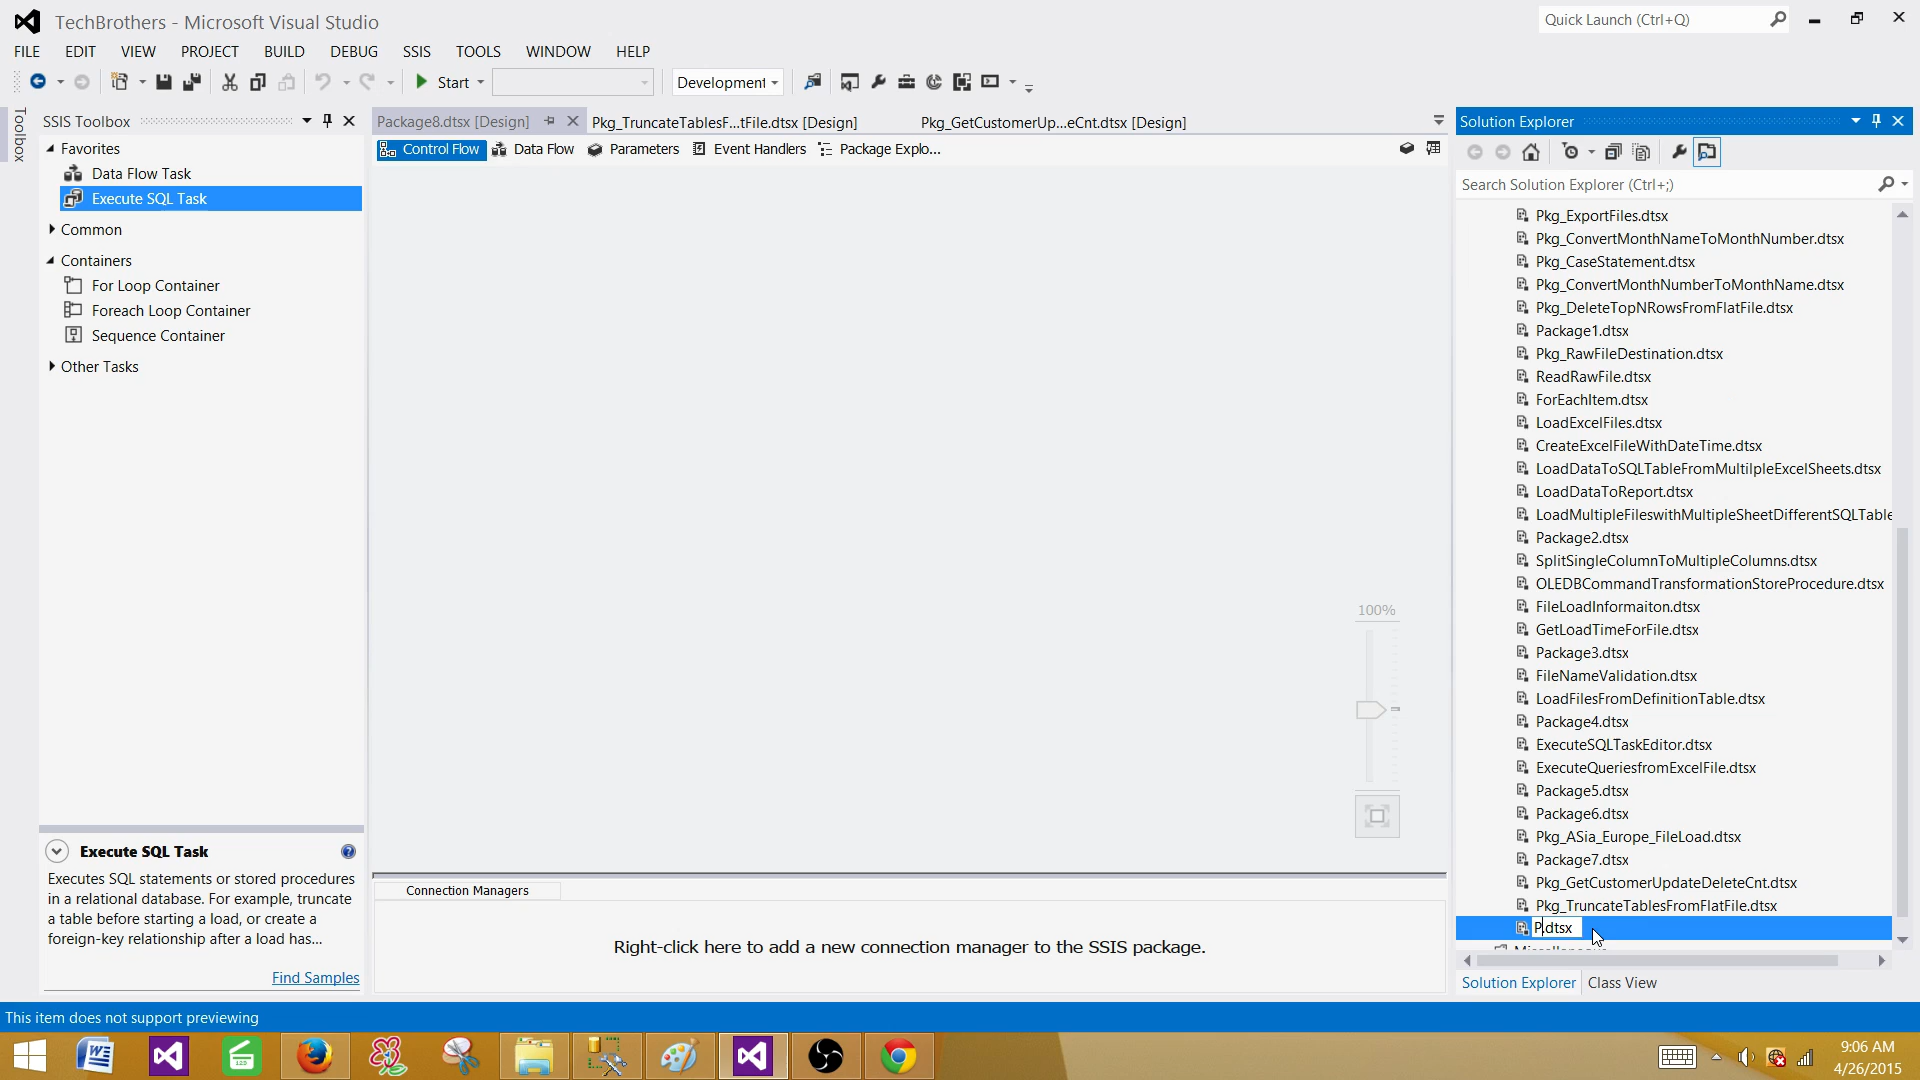 TechBrothers - Microsoft Visual Studio
Quick Launch (Ctrl+Q)
FILE EDIT VIEW PROJECT BUILD DEBUG SSIS TOOLS WINDOW HELP
Start Development
Toolbox
SSIS Toolbox
Favorites
Data Flow Task
Execute SQL Task
Common
Containers
For Loop Container
Foreach Loop Container
Sequence Container
Other Tasks
Execute SQL Task
Executes SQL statements or stored procedures
in a relational database. For example, truncate
a table before starting a load, or create a
foreign-key relationship after a load has...
Find Samples
Package8.dtsx [Design] Pkg_TruncateTablesF...tFile.dtsx [Design] Pkg_GetCustomerUp...eCnt.dtsx [Design]
Control Flow Data Flow Parameters Event Handlers Package Explo...
100%
Connection Managers
Right-click here to add a new connection manager to the SSIS package.
Solution Explorer
Search Solution Explorer (Ctrl+;)
Pkg_ExportFiles.dtsx
Pkg_ConvertMonthNameToMonthNumber.dtsx
Pkg_CaseStatement.dtsx
Pkg_ConvertMonthNumberToMonthName.dtsx
Pkg_DeleteTopNRowsFromFlatFile.dtsx
Package1.dtsx
Pkg_RawFileDestination.dtsx
ReadRawFile.dtsx
ForEachItem.dtsx
LoadExcelFiles.dtsx
CreateExcelFileWithDateTime.dtsx
LoadDataToSQLTableFromMultilpleExcelSheets.dtsx
LoadDataToReport.dtsx
LoadMultipleFileswithMultipleSheetDifferentSQLTable
Package2.dtsx
SplitSingleColumnToMultipleColumns.dtsx
OLEDBCommandTransformationStoreProcedure.dtsx
FileLoadInformaiton.dtsx
GetLoadTimeForFile.dtsx
Package3.dtsx
FileNameValidation.dtsx
LoadFilesFromDefinitionTable.dtsx
Package4.dtsx
ExecuteSQLTaskEditor.dtsx
ExecuteQueriesfromExcelFile.dtsx
Package5.dtsx
Package6.dtsx
Pkg_ASia_Europe_FileLoad.dtsx
Package7.dtsx
Pkg_GetCustomerUpdateDeleteCnt.dtsx
Pkg_TruncateTablesFromFlatFile.dtsx
P.dtsx
Solution Explorer Class View
This item does not support previewing
9:06 AM
4/26/2015